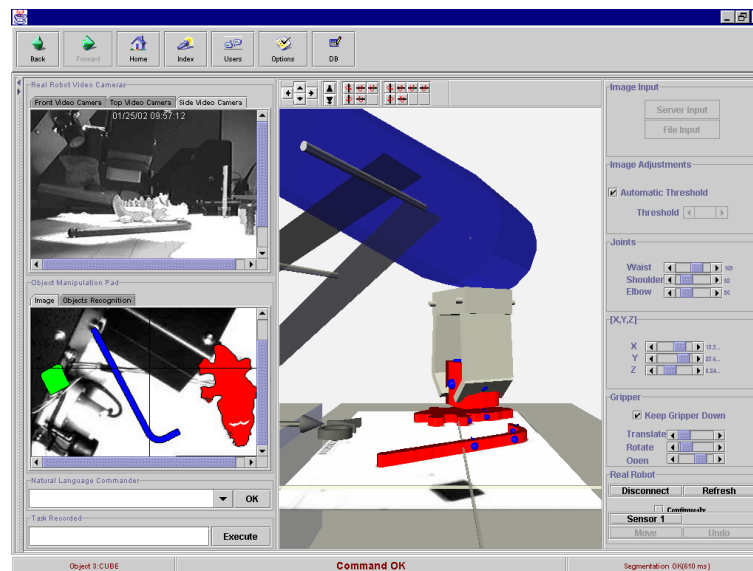 Back
Forward
Home
Index
Users
Options
DB
Real Robot Video Cameras
Front Video Camera
Top Video Camera
Side Video Camera
01/25/02 09:57:12
Object Manipulation Pad
Image
Objects Recognition
Natural Language Commander
OK
Task Recorded
Execute
Image Input
Server Input
File Input
Image Adjustments
Automatic Threshold
Threshold
Joints
Waist
Shoulder
Elbow
[X,Y,Z]
X
Y
Z
Gripper
Keep Gripper Down
Translate
Rotate
Open
Real Robot
Disconnect Refresh
Continuously
Sensor 1
Move Undo
Object 3:CUBE
Command OK
Segmentation OK(610 ms)